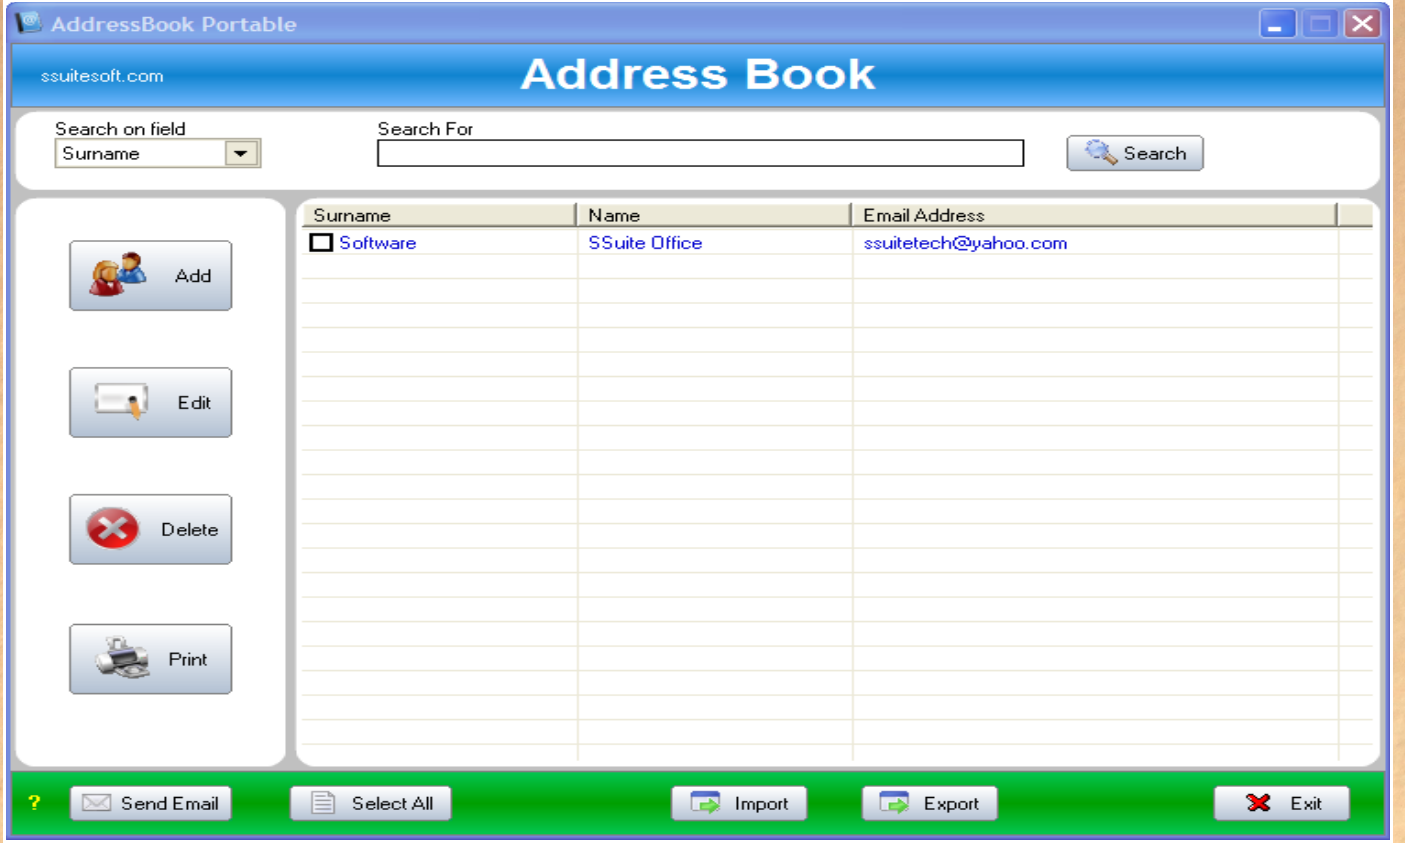 AddressBook Portable
ssuitesoft.com
Address Book
Search on field
Search For
Surname
Search
Surname Name Email Address
Software SSuite Office ssuitetech@yahoo.com
Add
Edit
Delete
Print
? Send Email Select All Import Export Exit